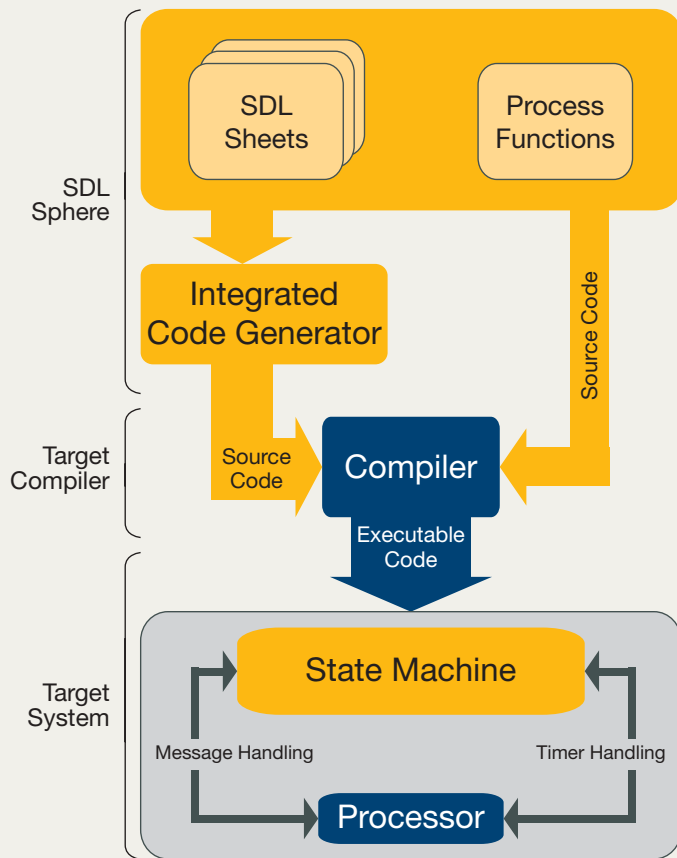 SDL
Sheets
Process
Functions
SDL
Sphere
Integrated
Code Generator
Source Code
Target
Compiler
Source
Code
Compiler
Executable
Code
State Machine
Target
System
Message Handling
Timer Handling
Processor